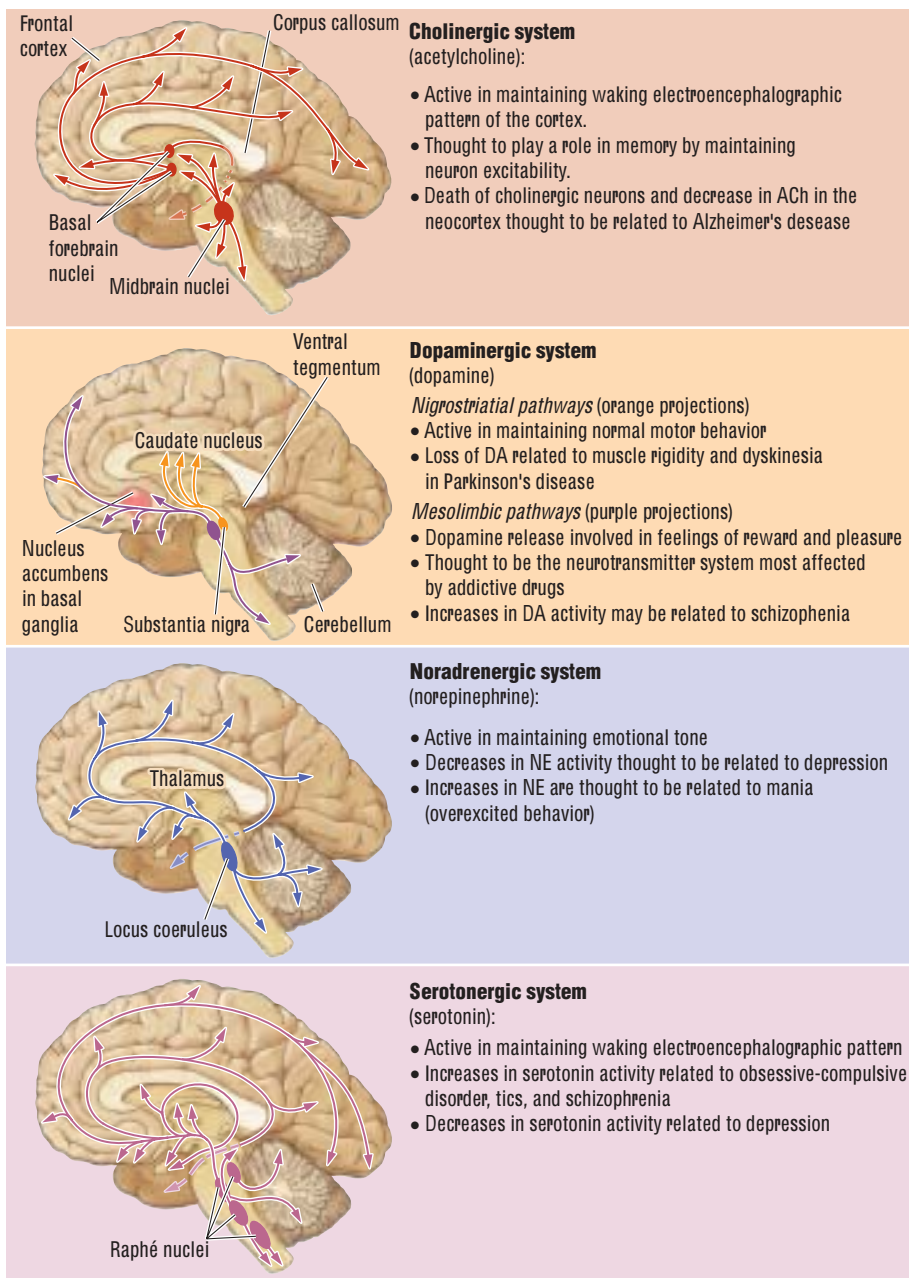 Frontal
cortex
Corpus callosum
Basal
forebrain
nuclei
Midbrain nuclei
Cholinergic system
(acetylcholine):
• Active in maintaining waking electroencephalographic
pattern of the cortex.
• Thought to play a role in memory by maintaining
neuron excitability.
• Death of cholinergic neurons and decrease in ACh in the
neocortex thought to be related to Alzheimer's desease
Ventral
tegmentum
Caudate nucleus
Nucleus
accumbens
in basal
ganglia
Substantia nigra
Cerebellum
Dopaminergic system
(dopamine)
Nigrostriatial pathways (orange projections)
• Active in maintaining normal motor behavior
• Loss of DA related to muscle rigidity and dyskinesia
in Parkinson's disease
Mesolimbic pathways (purple projections)
• Dopamine release involved in feelings of reward and pleasure
• Thought to be the neurotransmitter system most affected
by addictive drugs
• Increases in DA activity may be related to schizophenia
Thalamus
Locus coeruleus
Noradrenergic system
(norepinephrine):
• Active in maintaining emotional tone
• Decreases in NE activity thought to be related to depression
• Increases in NE are thought to be related to mania
(overexcited behavior)
Raphé nuclei
Serotonergic system
(serotonin):
• Active in maintaining waking electroencephalographic pattern
• Increases in serotonin activity related to obsessive-compulsive
disorder, tics, and schizophrenia
• Decreases in serotonin activity related to depression